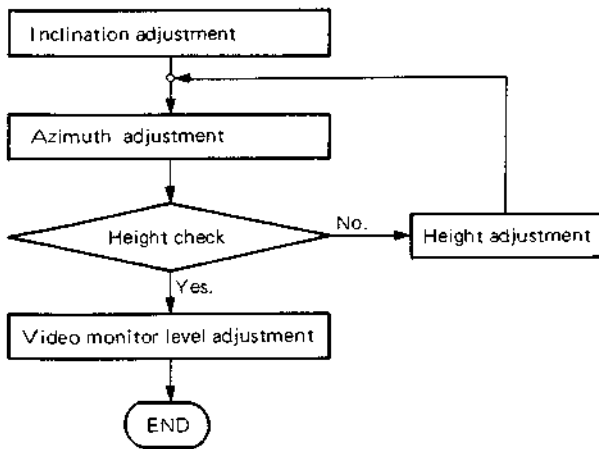 Inclination adjustment
Azimuth adjustment
Height check
No.
Height adjustment
Yes.
Video monitor level adjustment
END